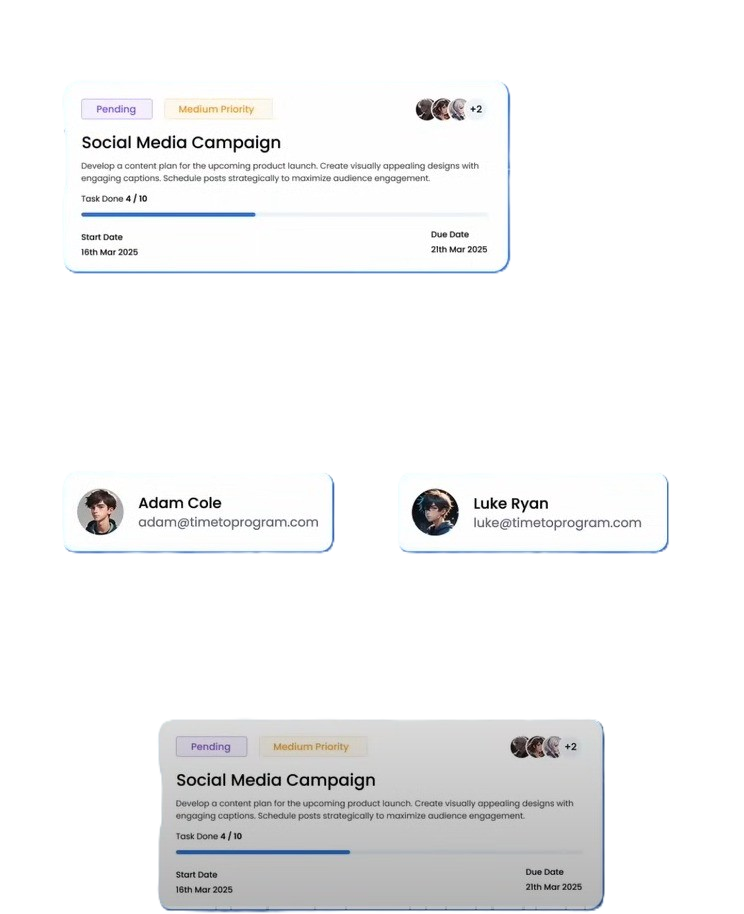 Pending Medium Priority +2
Social Media Campaign
Develop a content plan for the upcoming product launch. Create visually appealing designs with
engaging captions. Schedule posts strategically to maximize audience engagement.
Task Done 4 / 10
Start Date Due Date
16th Mar 2025 21th Mar 2025
Adam Cole
adam@timetoprogram.com
Luke Ryan
luke@timetoprogram.com
Pending Medium Priority +2
Social Media Campaign
Develop a content plan for the upcoming product launch. Create visually appealing designs with
engaging captions. Schedule posts strategically to maximize audience engagement.
Task Done 4 / 10
Start Date Due Date
16th Mar 2025 21th Mar 2025